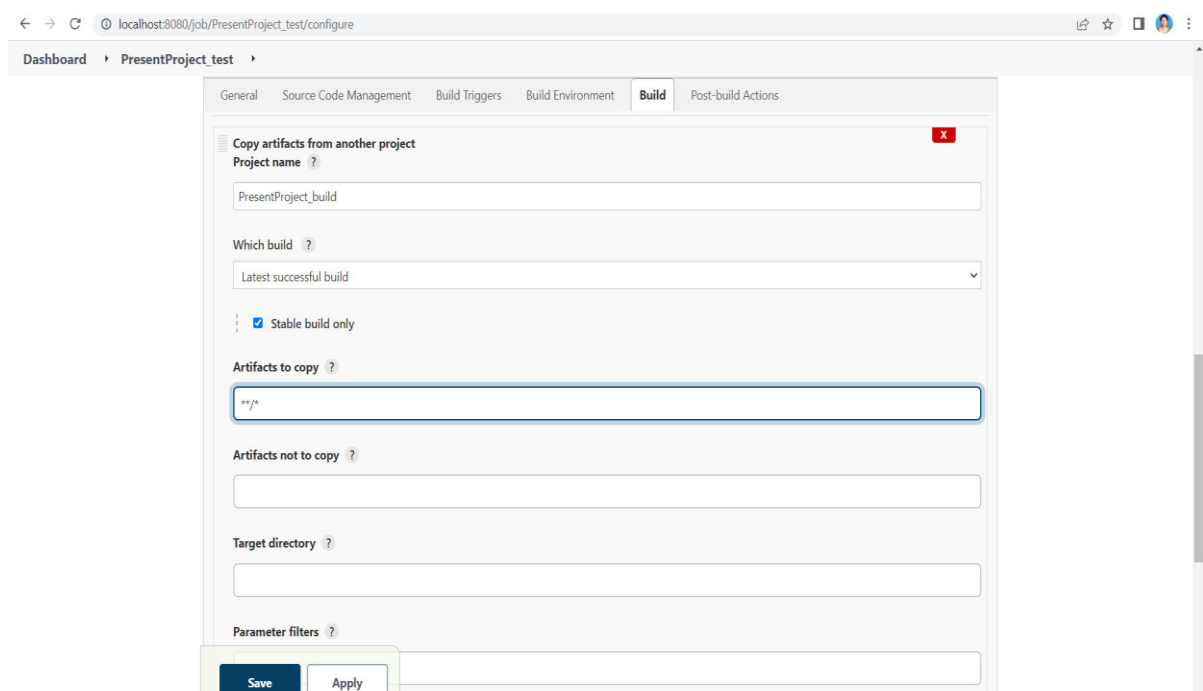 localhost:8080/job/PresentProject_test/configure
Dashboard PresentProject_test
General Source Code Management Build Triggers Build Environment Build Post-build Actions
X
Copy artifacts from another project
Project name ?
PresentProject_build
Which build ?
Latest successful build
Stable build only
Artifacts to copy ?
**/*
Artifacts not to copy ?
Target directory ?
Parameter filters ?
Save Apply